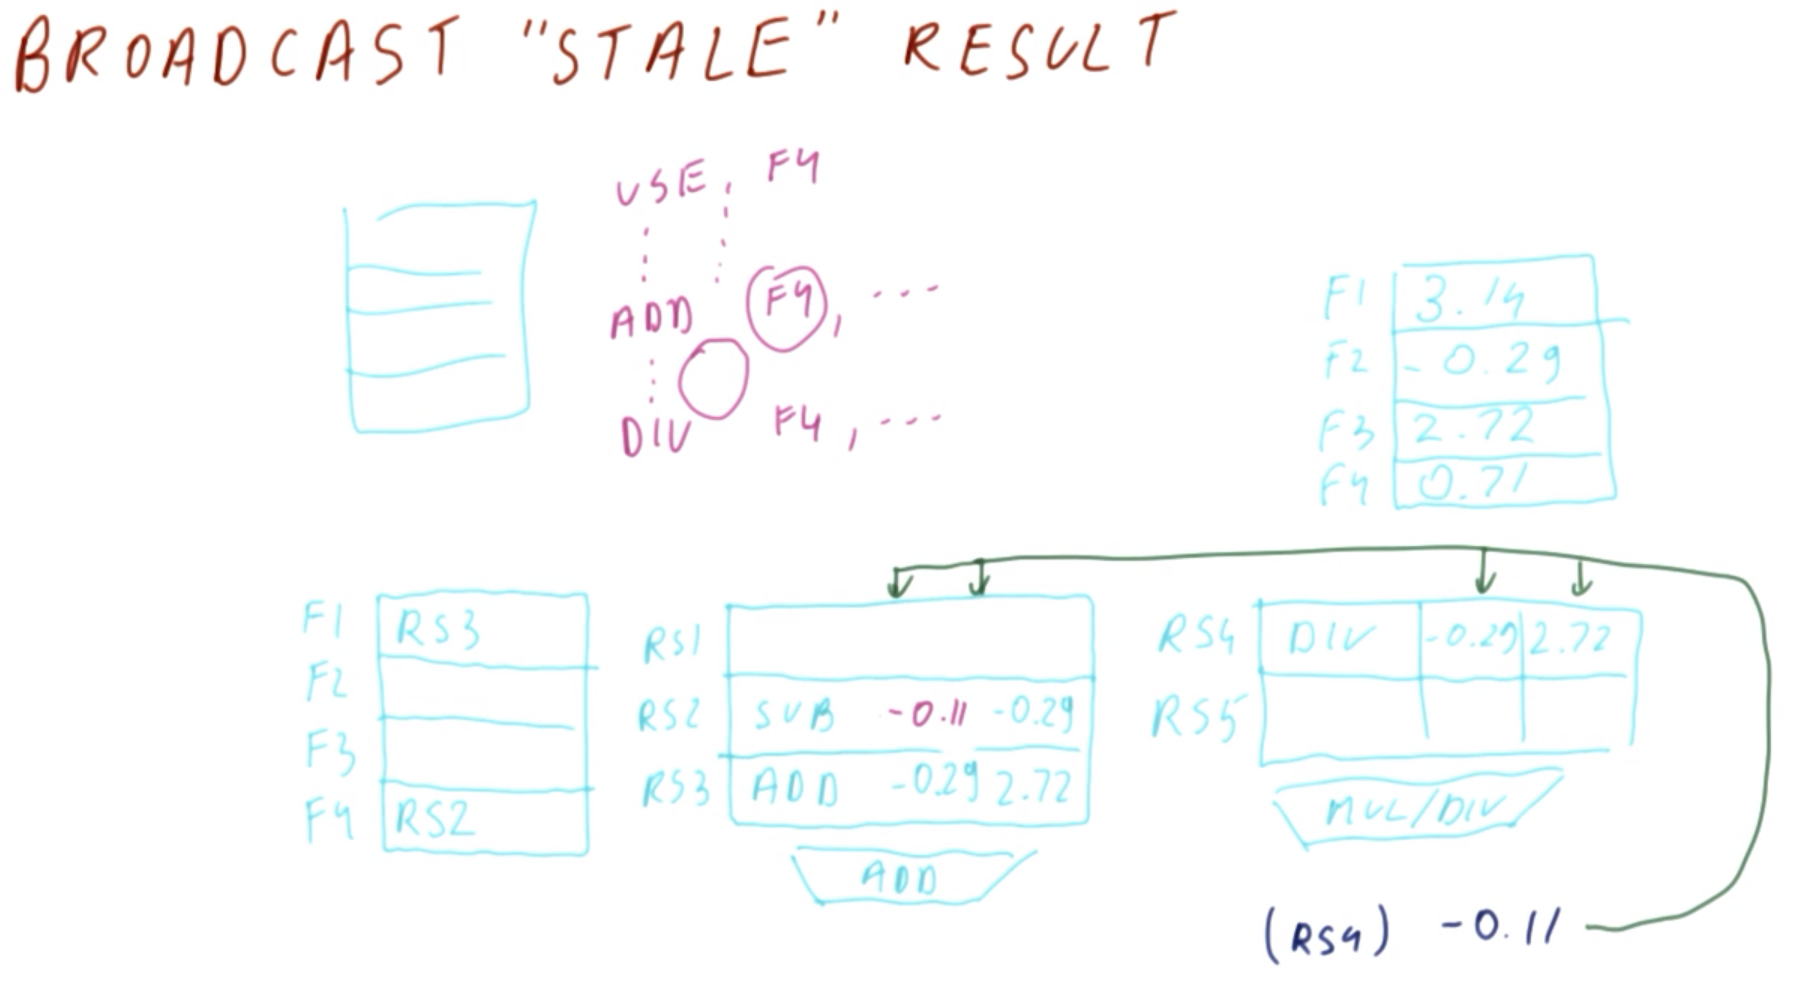 BROADCAST "STALE" RESULT
USE, F4
ADD F4, ...
DIV F4, ...
F1 3.14
F2 -0.29
F3 2.72
F4 0.71
F1 RS3
F2
F3
F4 RS2
RS1
RS2 SUB -0.11 -0.29
RS3 ADD -0.29 2.72
ADD
RS4 DIV -0.29 2.72
RS5
MUL/DIV
(RS4) -0.11